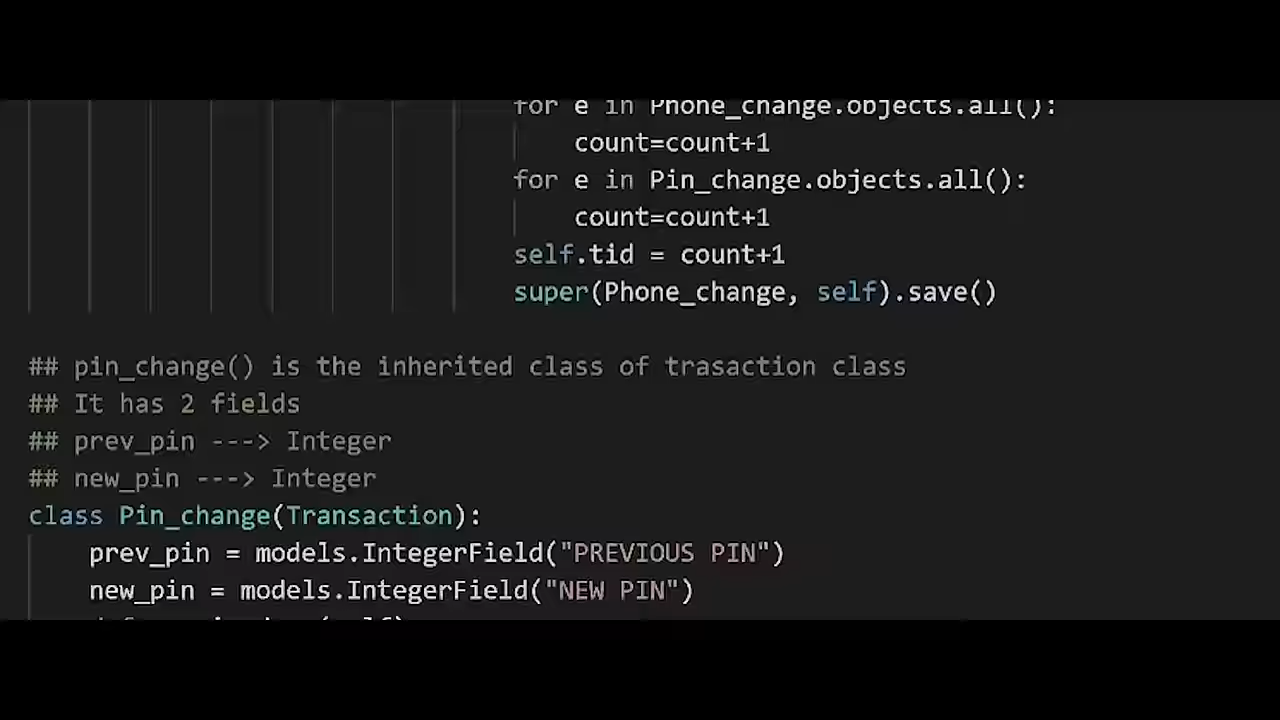 for e in Phone_change.objects.all():
count=count+1
for e in Pin_change.objects.all():
count=count+1
self.tid = count+1
super(Phone_change, self).save()
## pin_change() is the inherited class of trasaction class
## It has 2 fields
## prev_pin ---> Integer
## new_pin ---> Integer
class Pin_change(Transaction):
prev_pin = models.IntegerField("PREVIOUS PIN")
new_pin = models.IntegerField("NEW PIN")